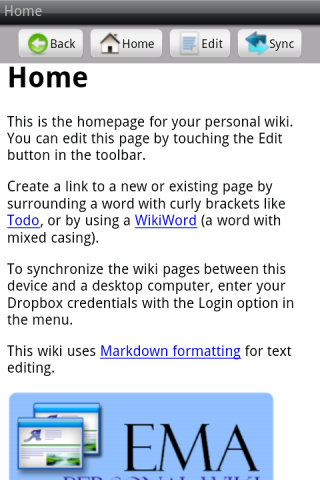 Home
Back Home Edit Sync
Home
This is the homepage for your personal wiki.
You can edit this page by touching the Edit
button in the toolbar.
Create a link to a new or existing page by
surrounding a word with curly brackets like
Todo, or by using a WikiWord (a word with
mixed casing).
To synchronize the wiki pages between this
device and a desktop computer, enter your
Dropbox credentials with the Login option in
the menu.
This wiki uses Markdown formatting for text
editing.
EMA
PERSONAL WIKI